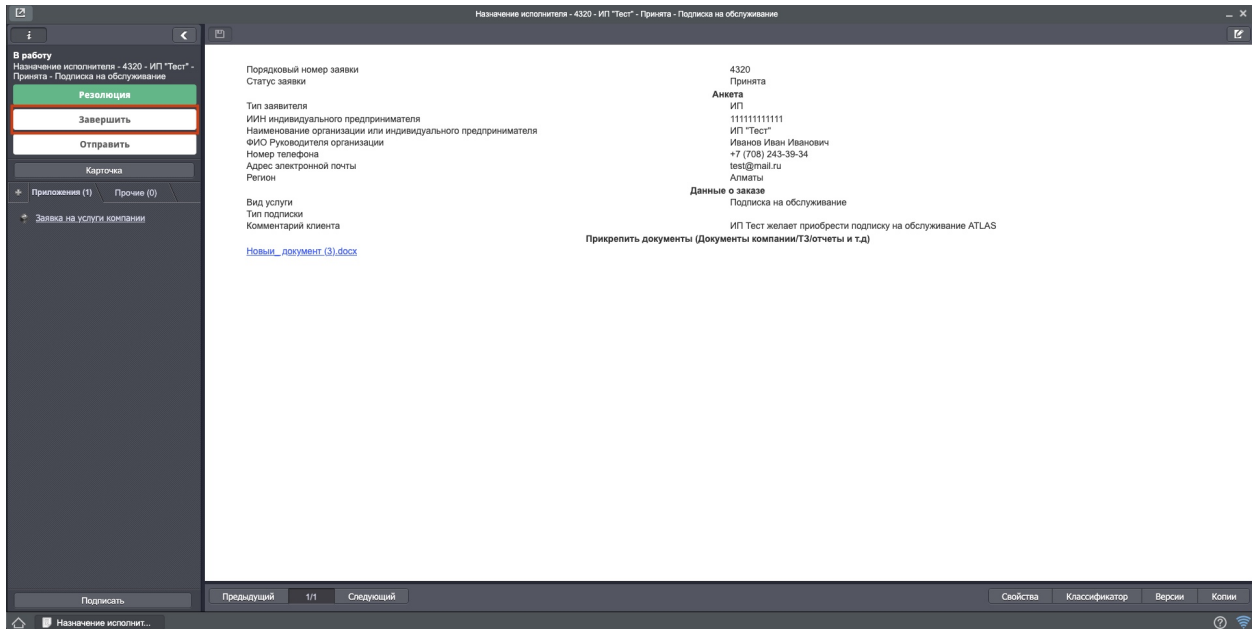 Назначение исполнителя - 4320 - ИП "Тест" - Принята - Подписка на обслуживание
В работу
Назначение исполнителя - 4320 - ИП "Тест" -
Принята - Подписка на обслуживание
Резолюция
Завершить
Отправить
Карточка
Приложения (1) Прочие (0)
Заявка на услуги компании
Подписать
Порядковый номер заявки 4320
Статус заявки Принята
Анкета
Тип заявителя ИП
ИИН индивидуального предпринимателя 111111111111
Наименование организации или индивидуального предпринимателя ИП "Тест"
ФИО Руководителя организации Иванов Иван Иванович
Номер телефона +7 (708) 243-39-34
Адрес электронной почты test@mail.ru
Регион Алматы
Данные о заказе
Вид услуги Подписка на обслуживание
Тип подписки
Комментарий клиента ИП Тест желает приобрести подписку на обслуживание ATLAS
Прикрепить документы (Документы компании/ТЗ/отчеты и т.д)
Новыи_ документ (3).docx
Предыдущий 1/1 Следующий Свойства Классификатор Версии Копии
Назначение исполнит...